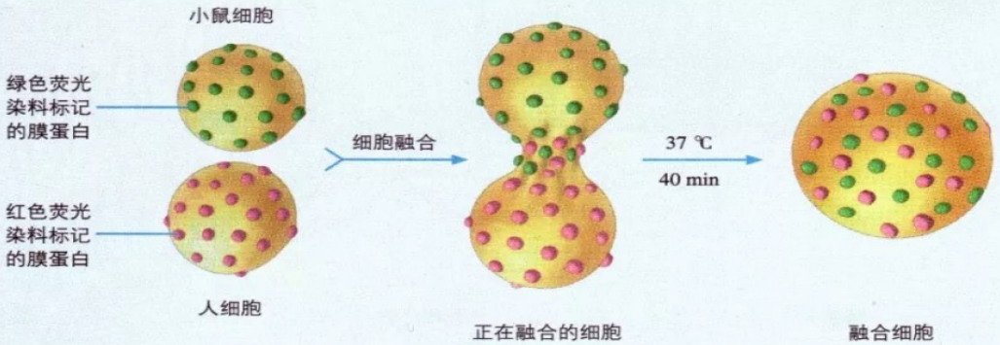 小鼠细胞
绿色荧光
染料标记
的膜蛋白
细胞融合
37 ℃
40 min
红色荧光
染料标记
的膜蛋白
人细胞
正在融合的细胞
融合细胞